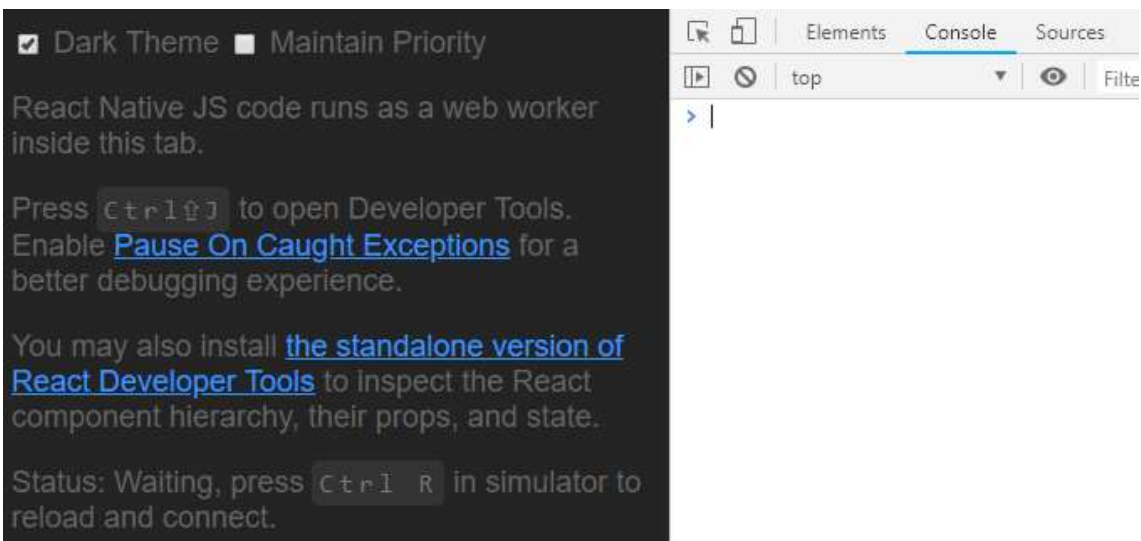 Dark Theme Maintain Priority
React Native JS code runs as a web worker
inside this tab.
Press Ctrl⇧J to open Developer Tools.
Enable Pause On Caught Exceptions for a
better debugging experience.
You may also install the standalone version of
React Developer Tools to inspect the React
component hierarchy, their props, and state.
Status: Waiting, press Ctrl R in simulator to
reload and connect.
Elements Console Sources
top Filte
>